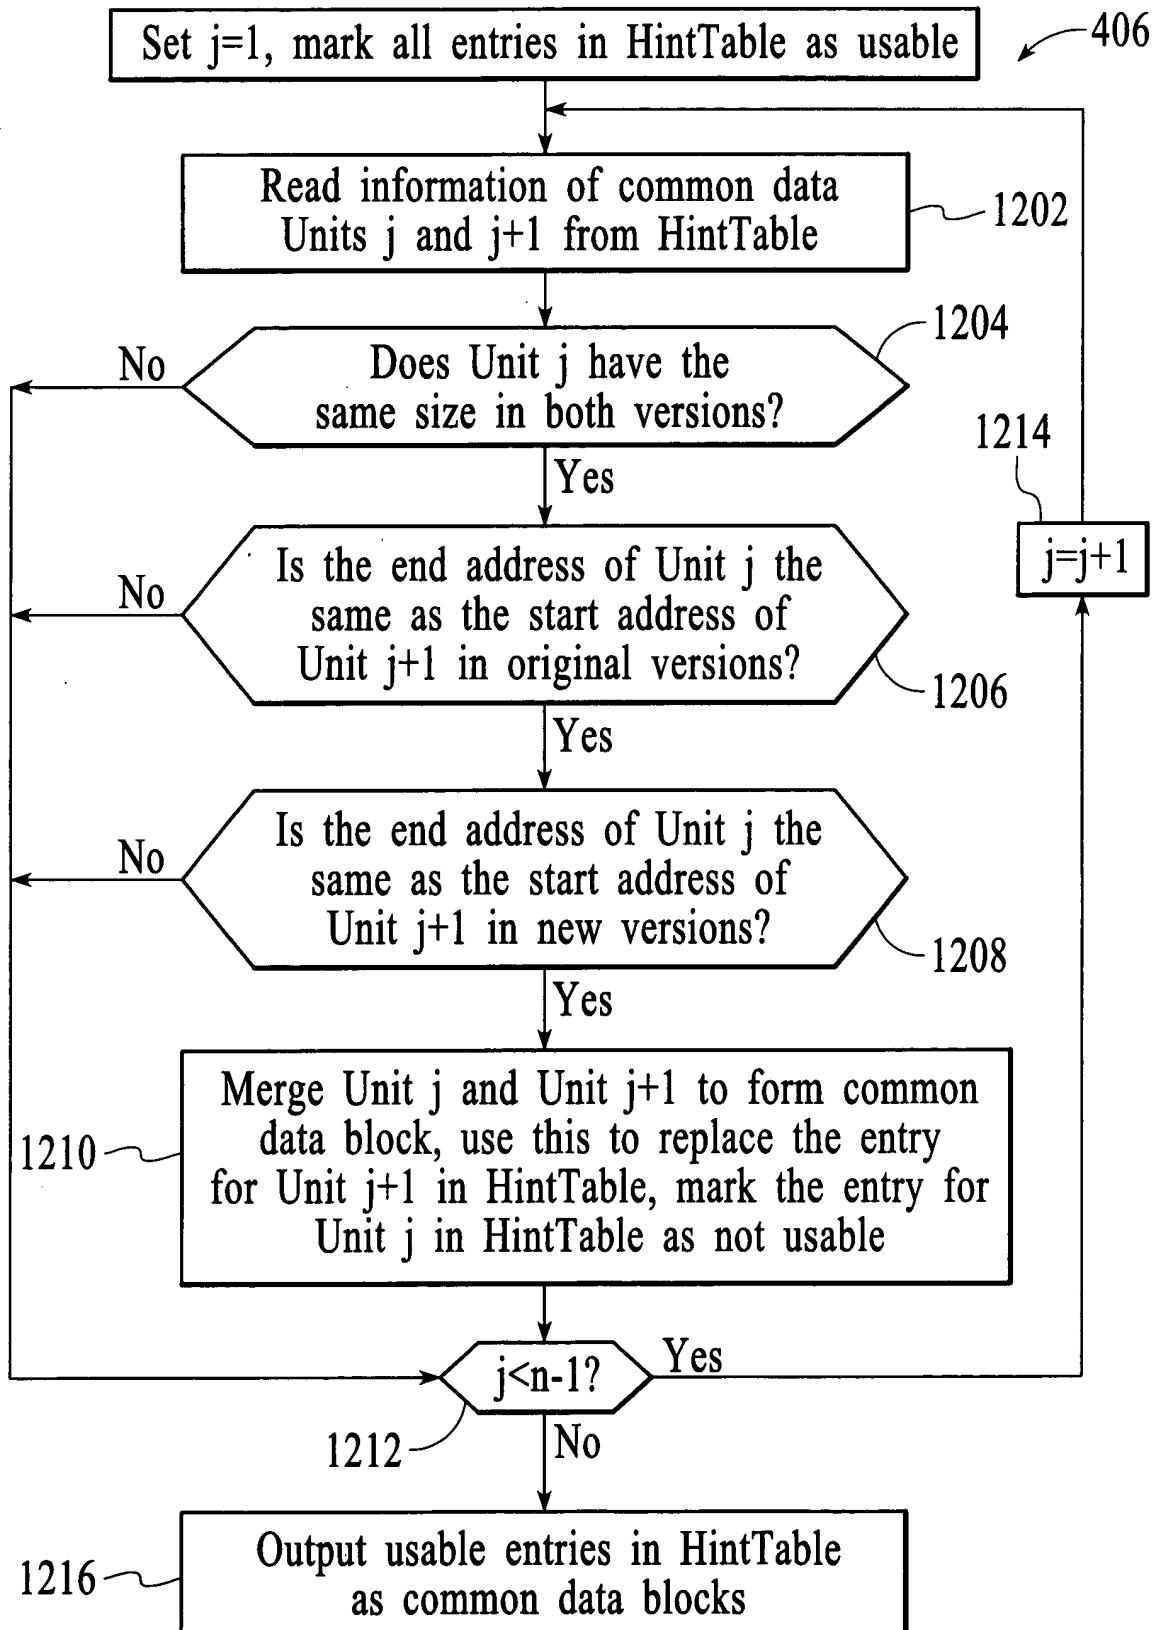 Set j=1, mark all entries in HintTable as usable
406
Read information of common data
Units j and j+1 from HintTable
1202
Does Unit j have the
same size in both versions?
1204
No
Yes
1214
j=j+1
Is the end address of Unit j the
same as the start address of
Unit j+1 in original versions?
1206
No
Yes
Is the end address of Unit j the
same as the start address of
Unit j+1 in new versions?
1208
No
Yes
Merge Unit j and Unit j+1 to form common
data block, use this to replace the entry
for Unit j+1 in HintTable, mark the entry for
Unit j in HintTable as not usable
1210
j<n-1?
Yes
1212
No
Output usable entries in HintTable
as common data blocks
1216